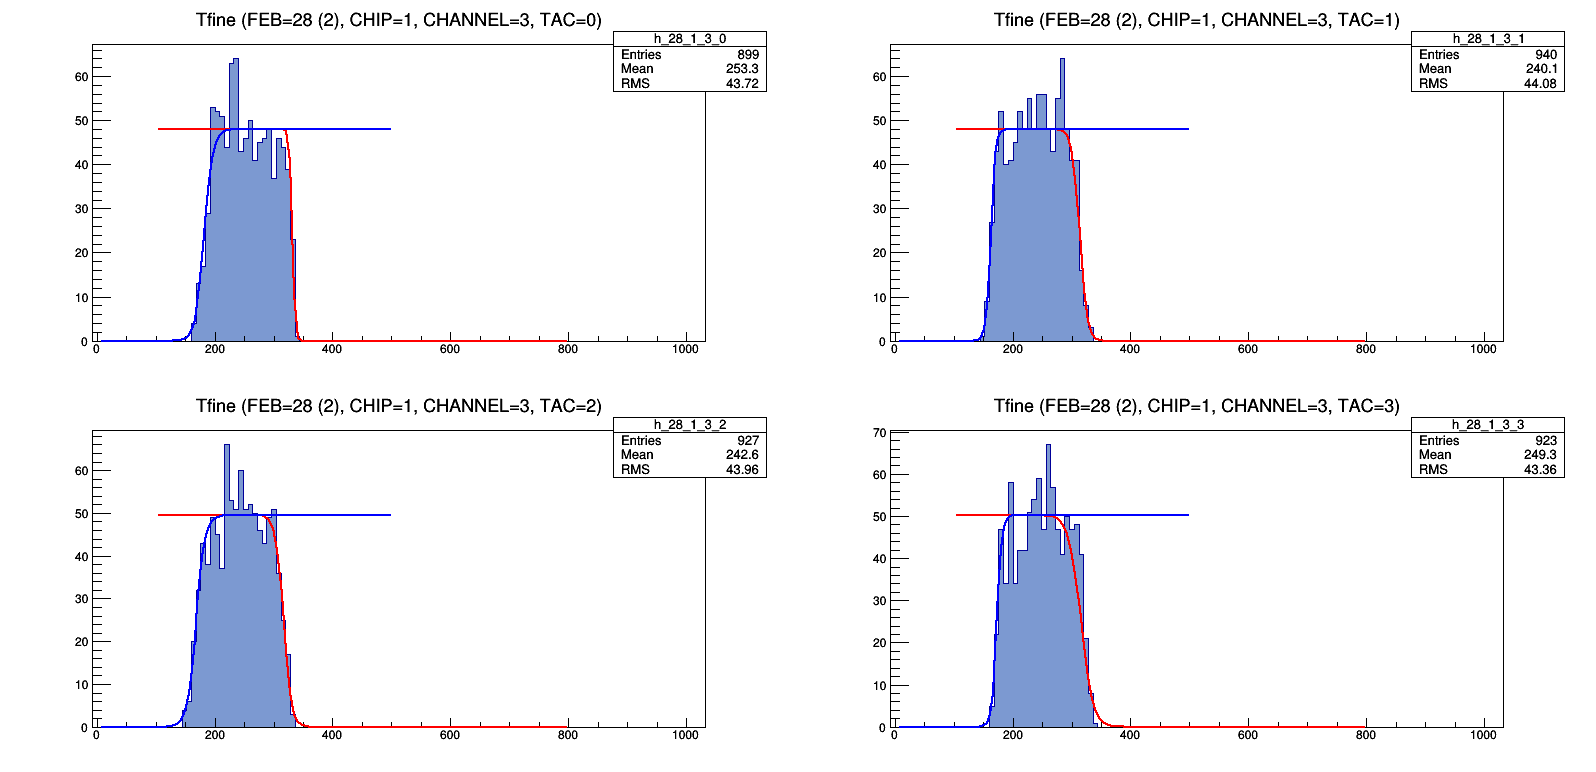 Tfine (FEB=28 (2), CHIP=1, CHANNEL=3, TAC=0)
h_28_1_3_0
Entries 899
Mean 253.3
RMS 43.72
60
50
40
30
20
10
0
0 200 400 600 800 1000
Tfine (FEB=28 (2), CHIP=1, CHANNEL=3, TAC=1)
h_28_1_3_1
Entries 940
Mean 240.1
RMS 44.08
60
50
40
30
20
10
0
0 200 400 600 800 1000
Tfine (FEB=28 (2), CHIP=1, CHANNEL=3, TAC=2)
h_28_1_3_2
Entries 927
Mean 242.6
RMS 43.96
60
50
40
30
20
10
0
0 200 400 600 800 1000
Tfine (FEB=28 (2), CHIP=1, CHANNEL=3, TAC=3)
h_28_1_3_3
Entries 923
Mean 249.3
RMS 43.36
70
60
50
40
30
20
10
0
0 200 400 600 800 1000